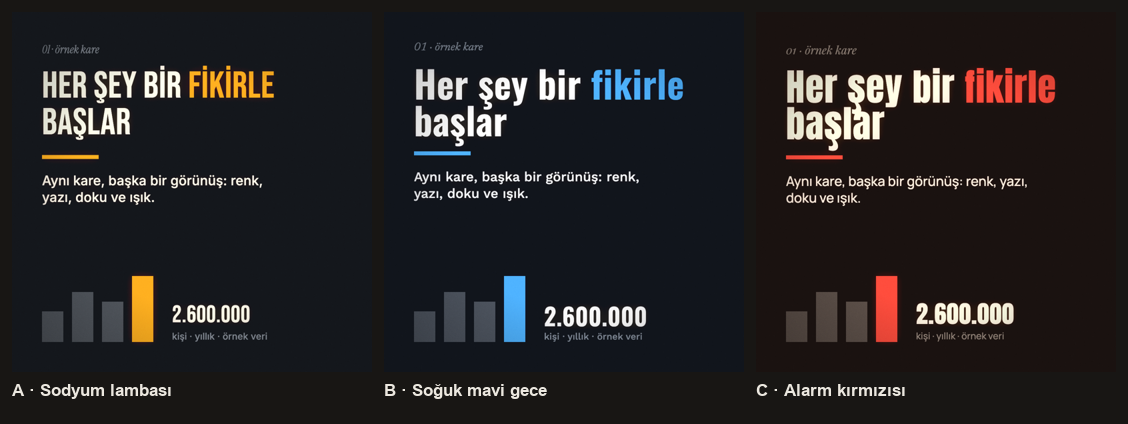 01 · örnek kare
HER ŞEY BİR FİKİRLE
BAŞLAR
Aynı kare, başka bir görünüş: renk,
yazı, doku ve ışık.
2.600.000
kişi · yıllık · örnek veri
A · Sodyum lambası
01 · örnek kare
Her şey bir fikirle
başlar
Aynı kare, başka bir görünüş: renk,
yazı, doku ve ışık.
2.600.000
kişi · yıllık · örnek veri
B · Soğuk mavi gece
01 · örnek kare
Her şey bir fikirle
başlar
Aynı kare, başka bir görünüş: renk, yazı,
doku ve ışık.
2.600.000
kişi · yıllık · örnek veri
C · Alarm kırmızısı